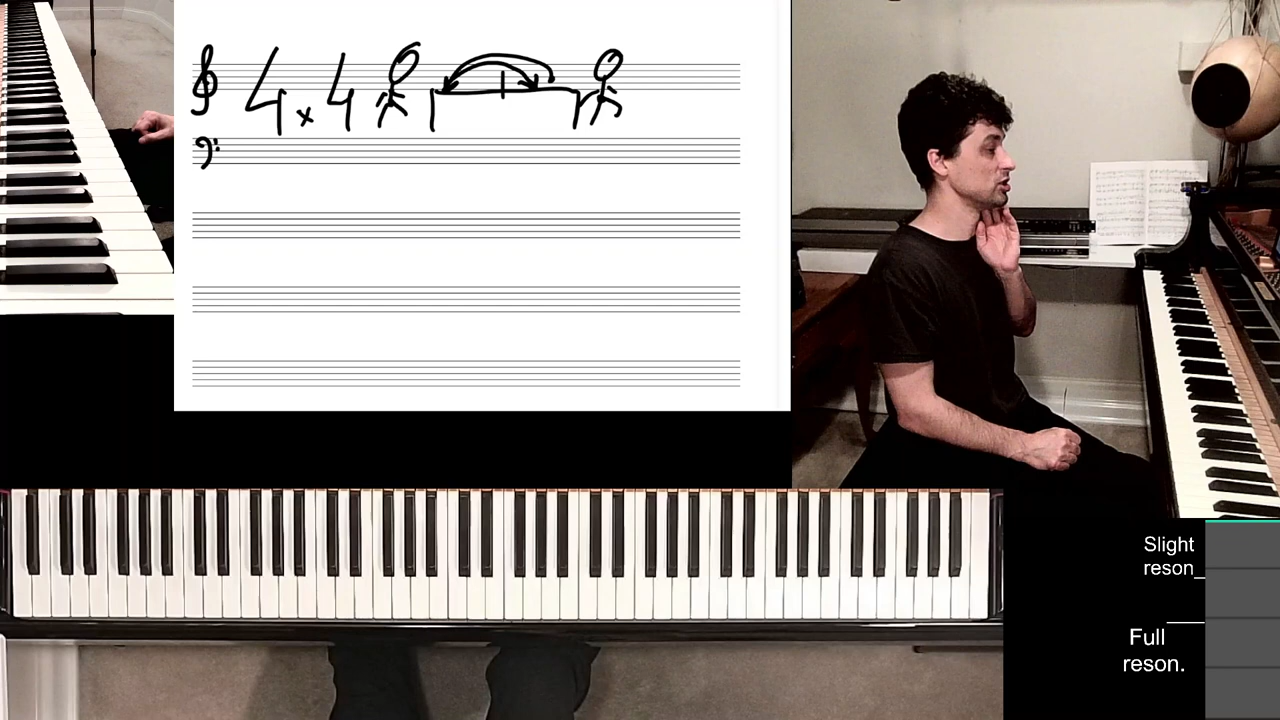 4 x 4
Slight
reson_
Full
reson.